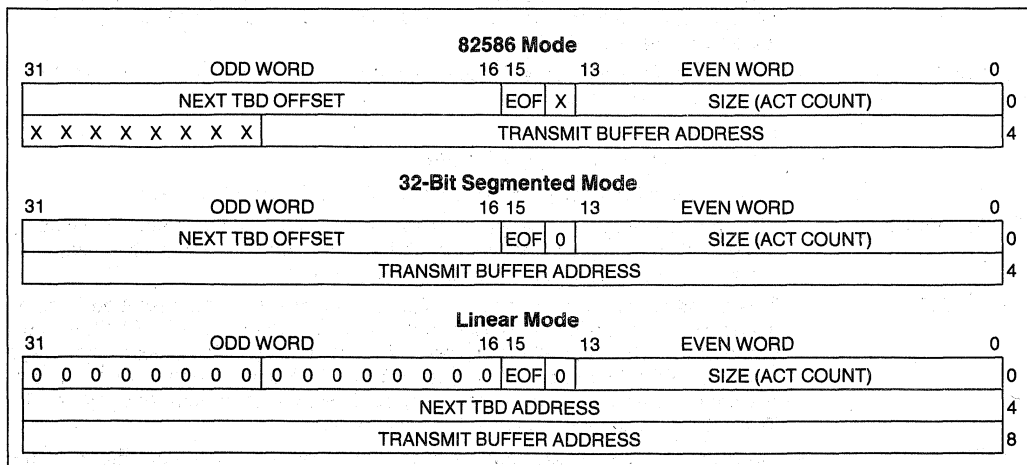 82586 Mode
31 ODD WORD 16 15 13 EVEN WORD 0
NEXT TBD OFFSET EOF X SIZE (ACT COUNT) 0
X X X X X X X X TRANSMIT BUFFER ADDRESS 4
32-Bit Segmented Mode
31 ODD WORD 16 15 13 EVEN WORD 0
NEXT TBD OFFSET EOF 0 SIZE (ACT COUNT) 0
TRANSMIT BUFFER ADDRESS 4
Linear Mode
31 ODD WORD 16 15 13 EVEN WORD 0
0 0 0 0 0 0 0 0 0 0 0 0 0 0 0 0 EOF 0 SIZE (ACT COUNT) 0
NEXT TBD ADDRESS 4
TRANSMIT BUFFER ADDRESS 8